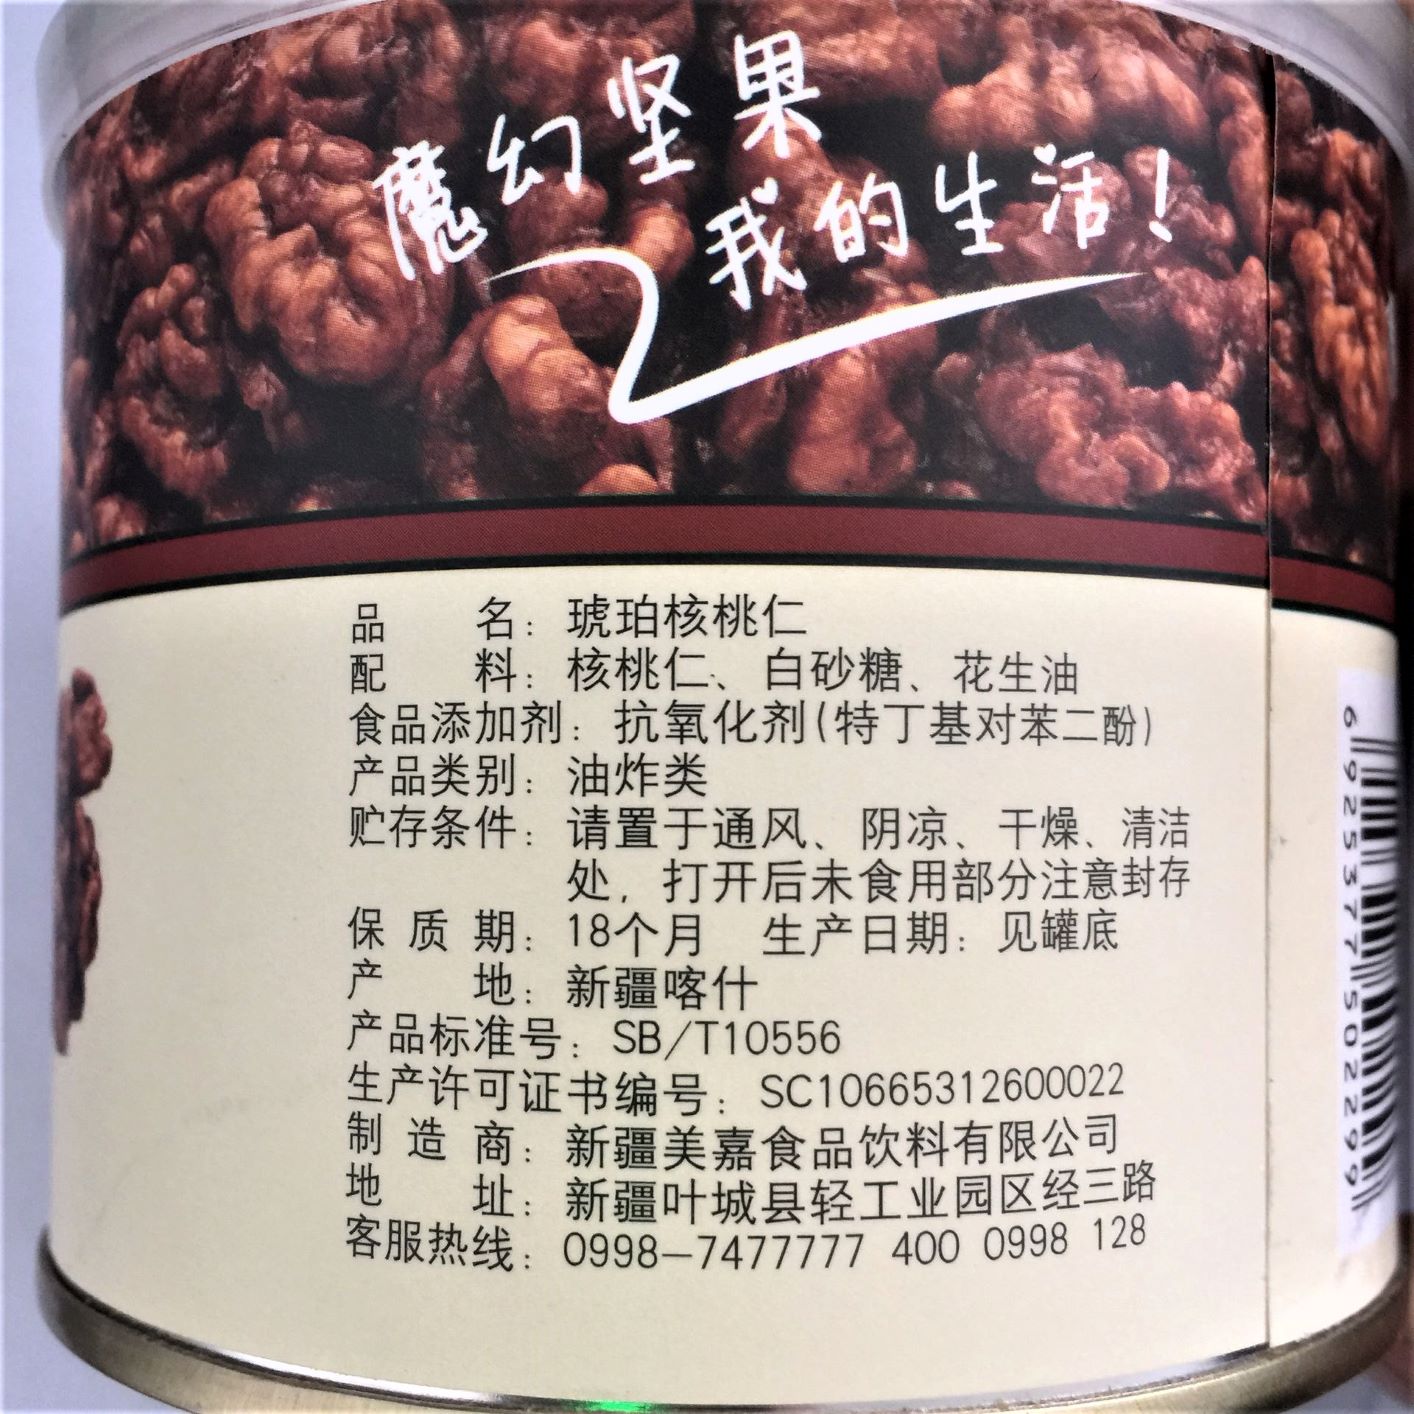 魔幻坚果
我的生活！
品名：琥珀核桃仁
配料：核桃仁、白砂糖、花生油
食品添加剂：抗氧化剂(特丁基对苯二酚)
产品类别：油炸类
贮存条件：请置于通风、阴凉、干燥、清洁
处，打开后未食用部分注意封存
保质期：18个月 生产日期：见罐底
产地：新疆喀什
产品标准号：SB/T10556
生产许可证书编号：SC10665312600022
制造商：新疆美嘉食品饮料有限公司
地址：新疆叶城县轻工业园区经三路
客服热线：0998-7477777 400 0998 128
6925377502299